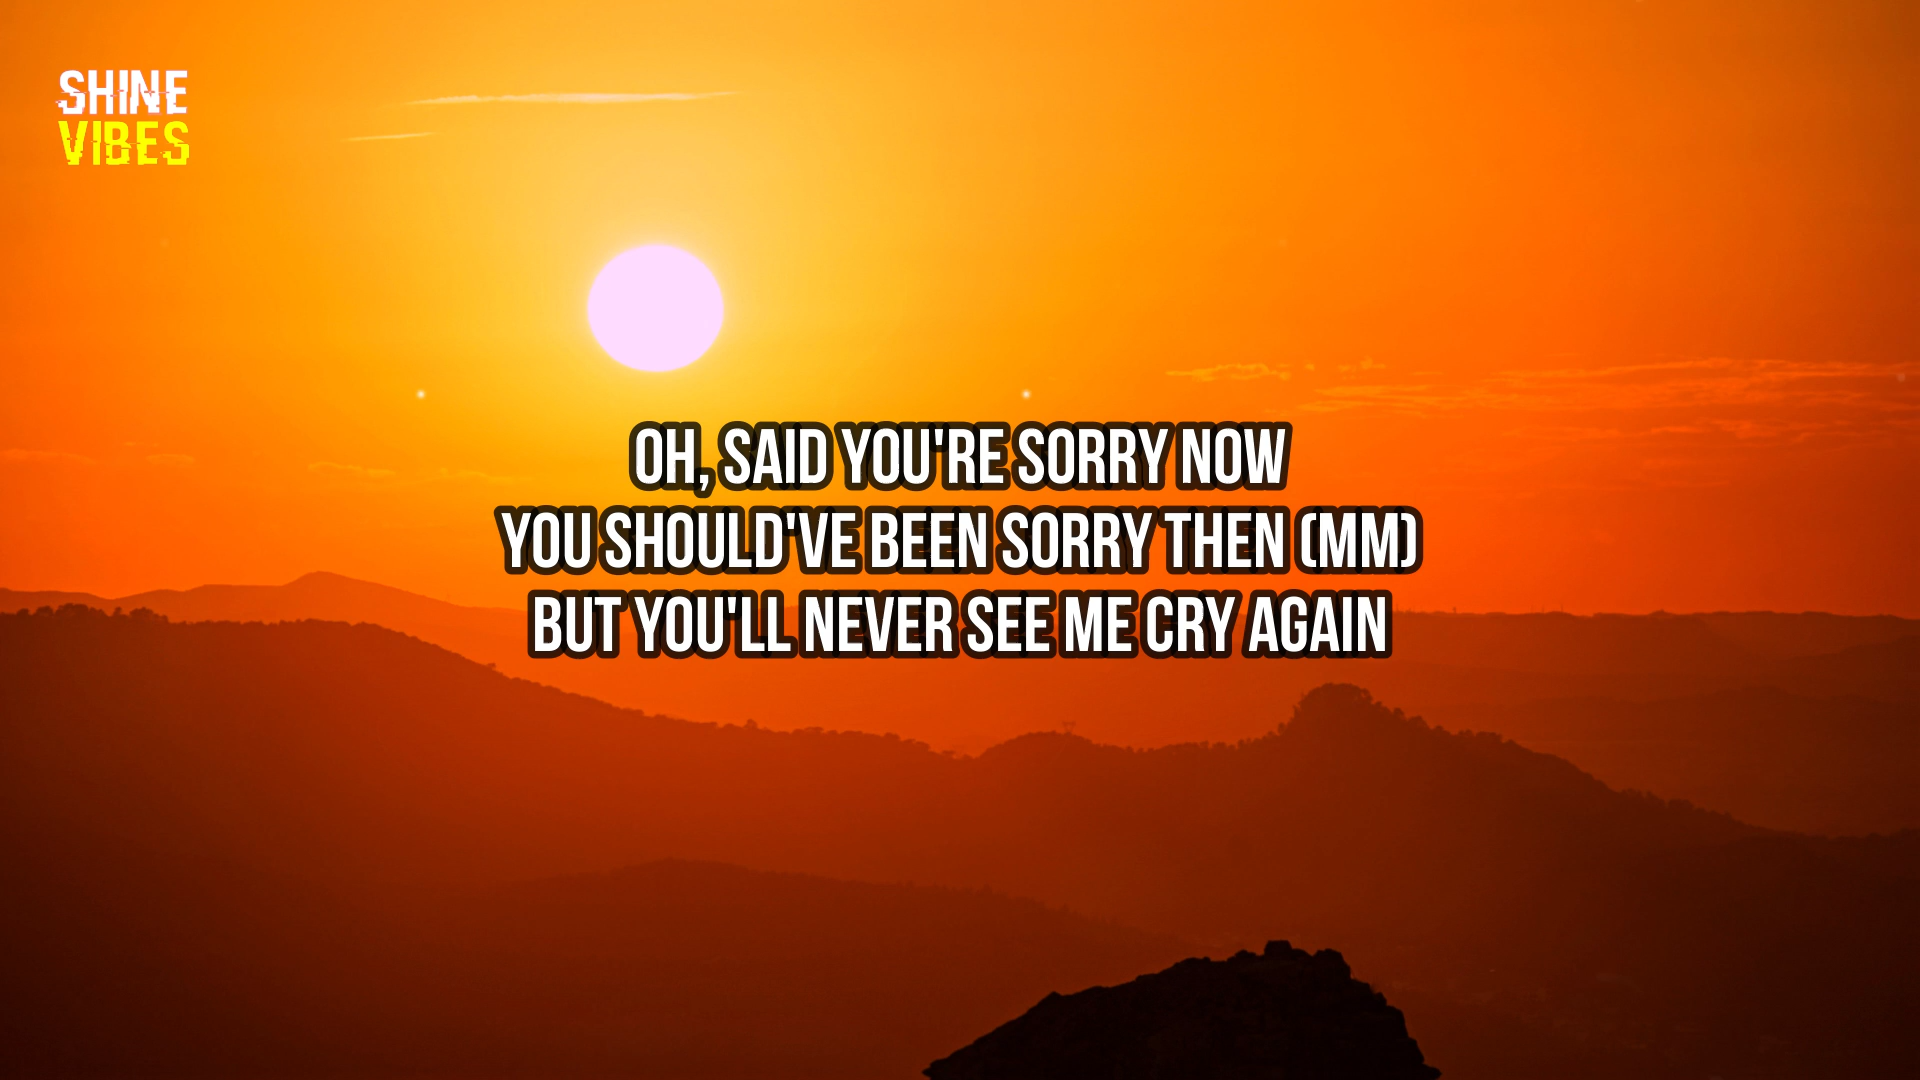 SHINE
VIBES
OH, SAID YOU'RE SORRY NOW
YOU SHOULD'VE BEEN SORRY THEN (MM)
BUT YOU'LL NEVER SEE ME CRY AGAIN